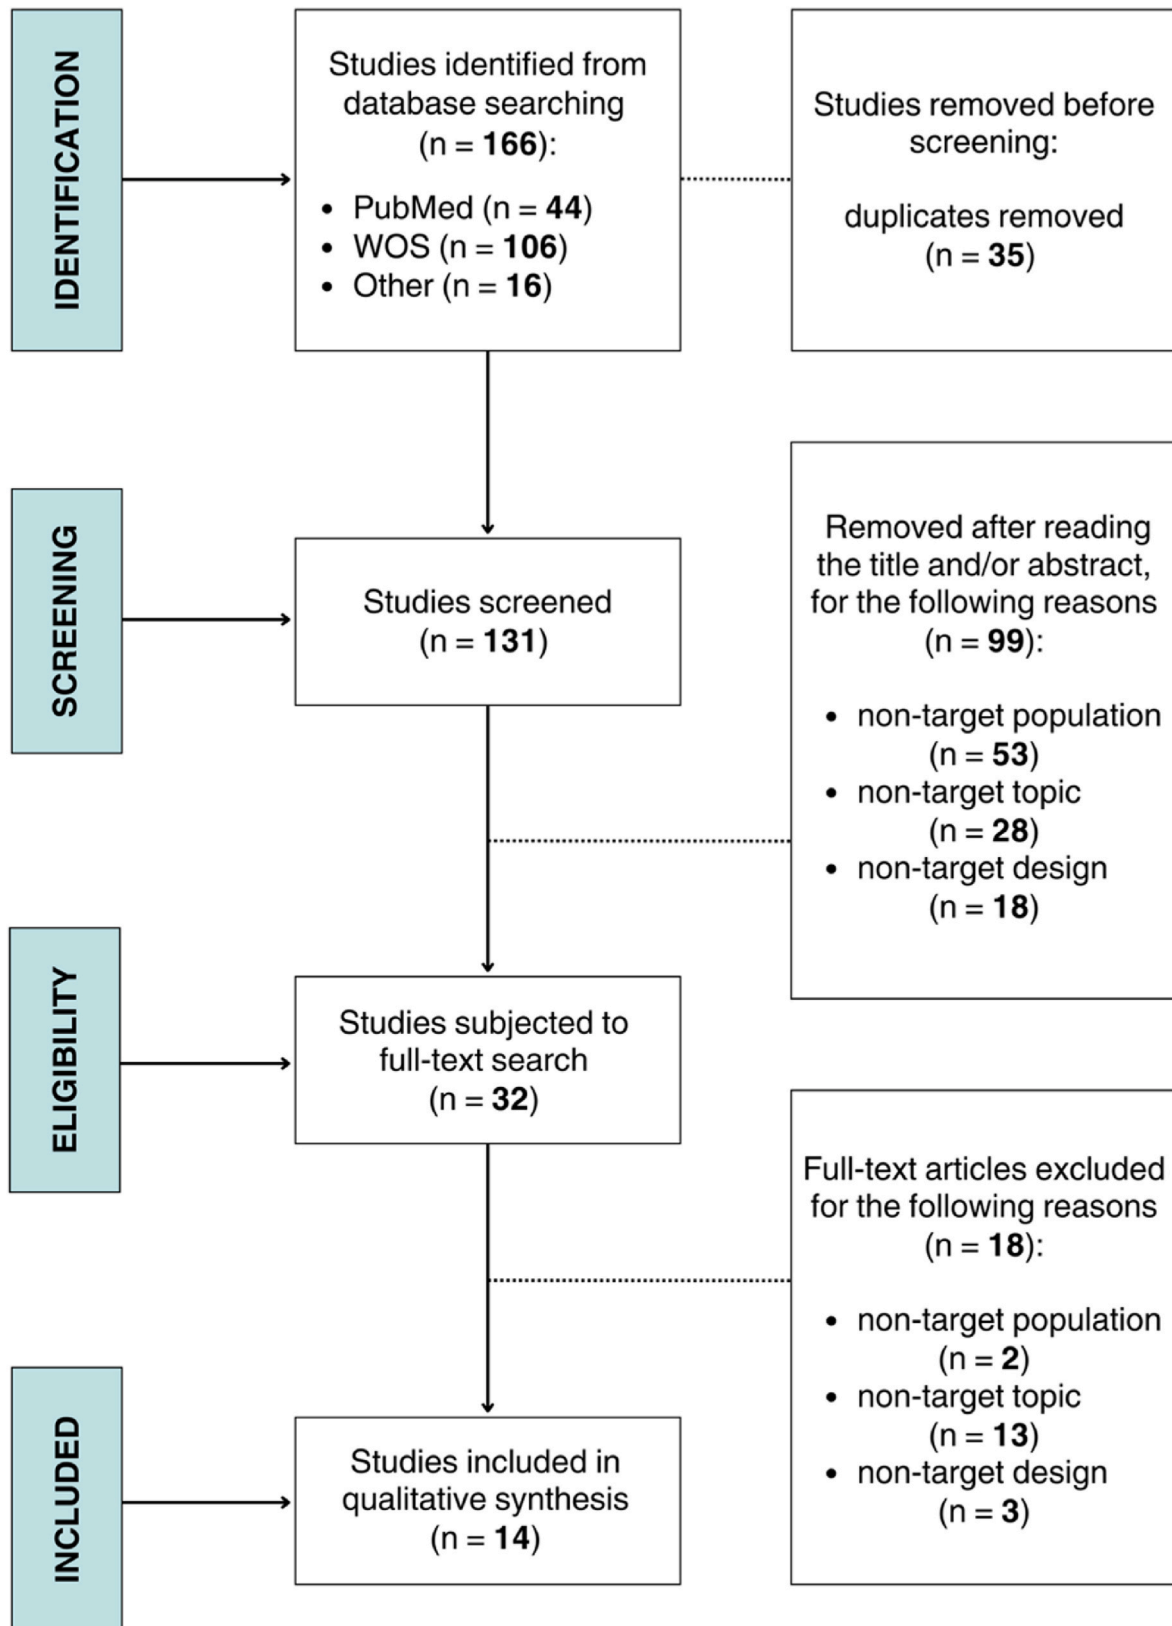 IDENTIFICATION
Studies identified from
database searching
(n = 166):
• PubMed (n = 44)
• WOS (n = 106)
• Other (n = 16)
Studies removed before
screening:
duplicates removed
(n = 35)
SCREENING
Studies screened
(n = 131)
Removed after reading
the title and/or abstract,
for the following reasons
(n = 99):
• non-target population
(n = 53)
• non-target topic
(n = 28)
• non-target design
(n = 18)
ELIGIBILITY
Studies subjected to
full-text search
(n = 32)
Full-text articles excluded
for the following reasons
(n = 18):
• non-target population
(n = 2)
• non-target topic
(n = 13)
• non-target design
(n = 3)
INCLUDED
Studies included in
qualitative synthesis
(n = 14)